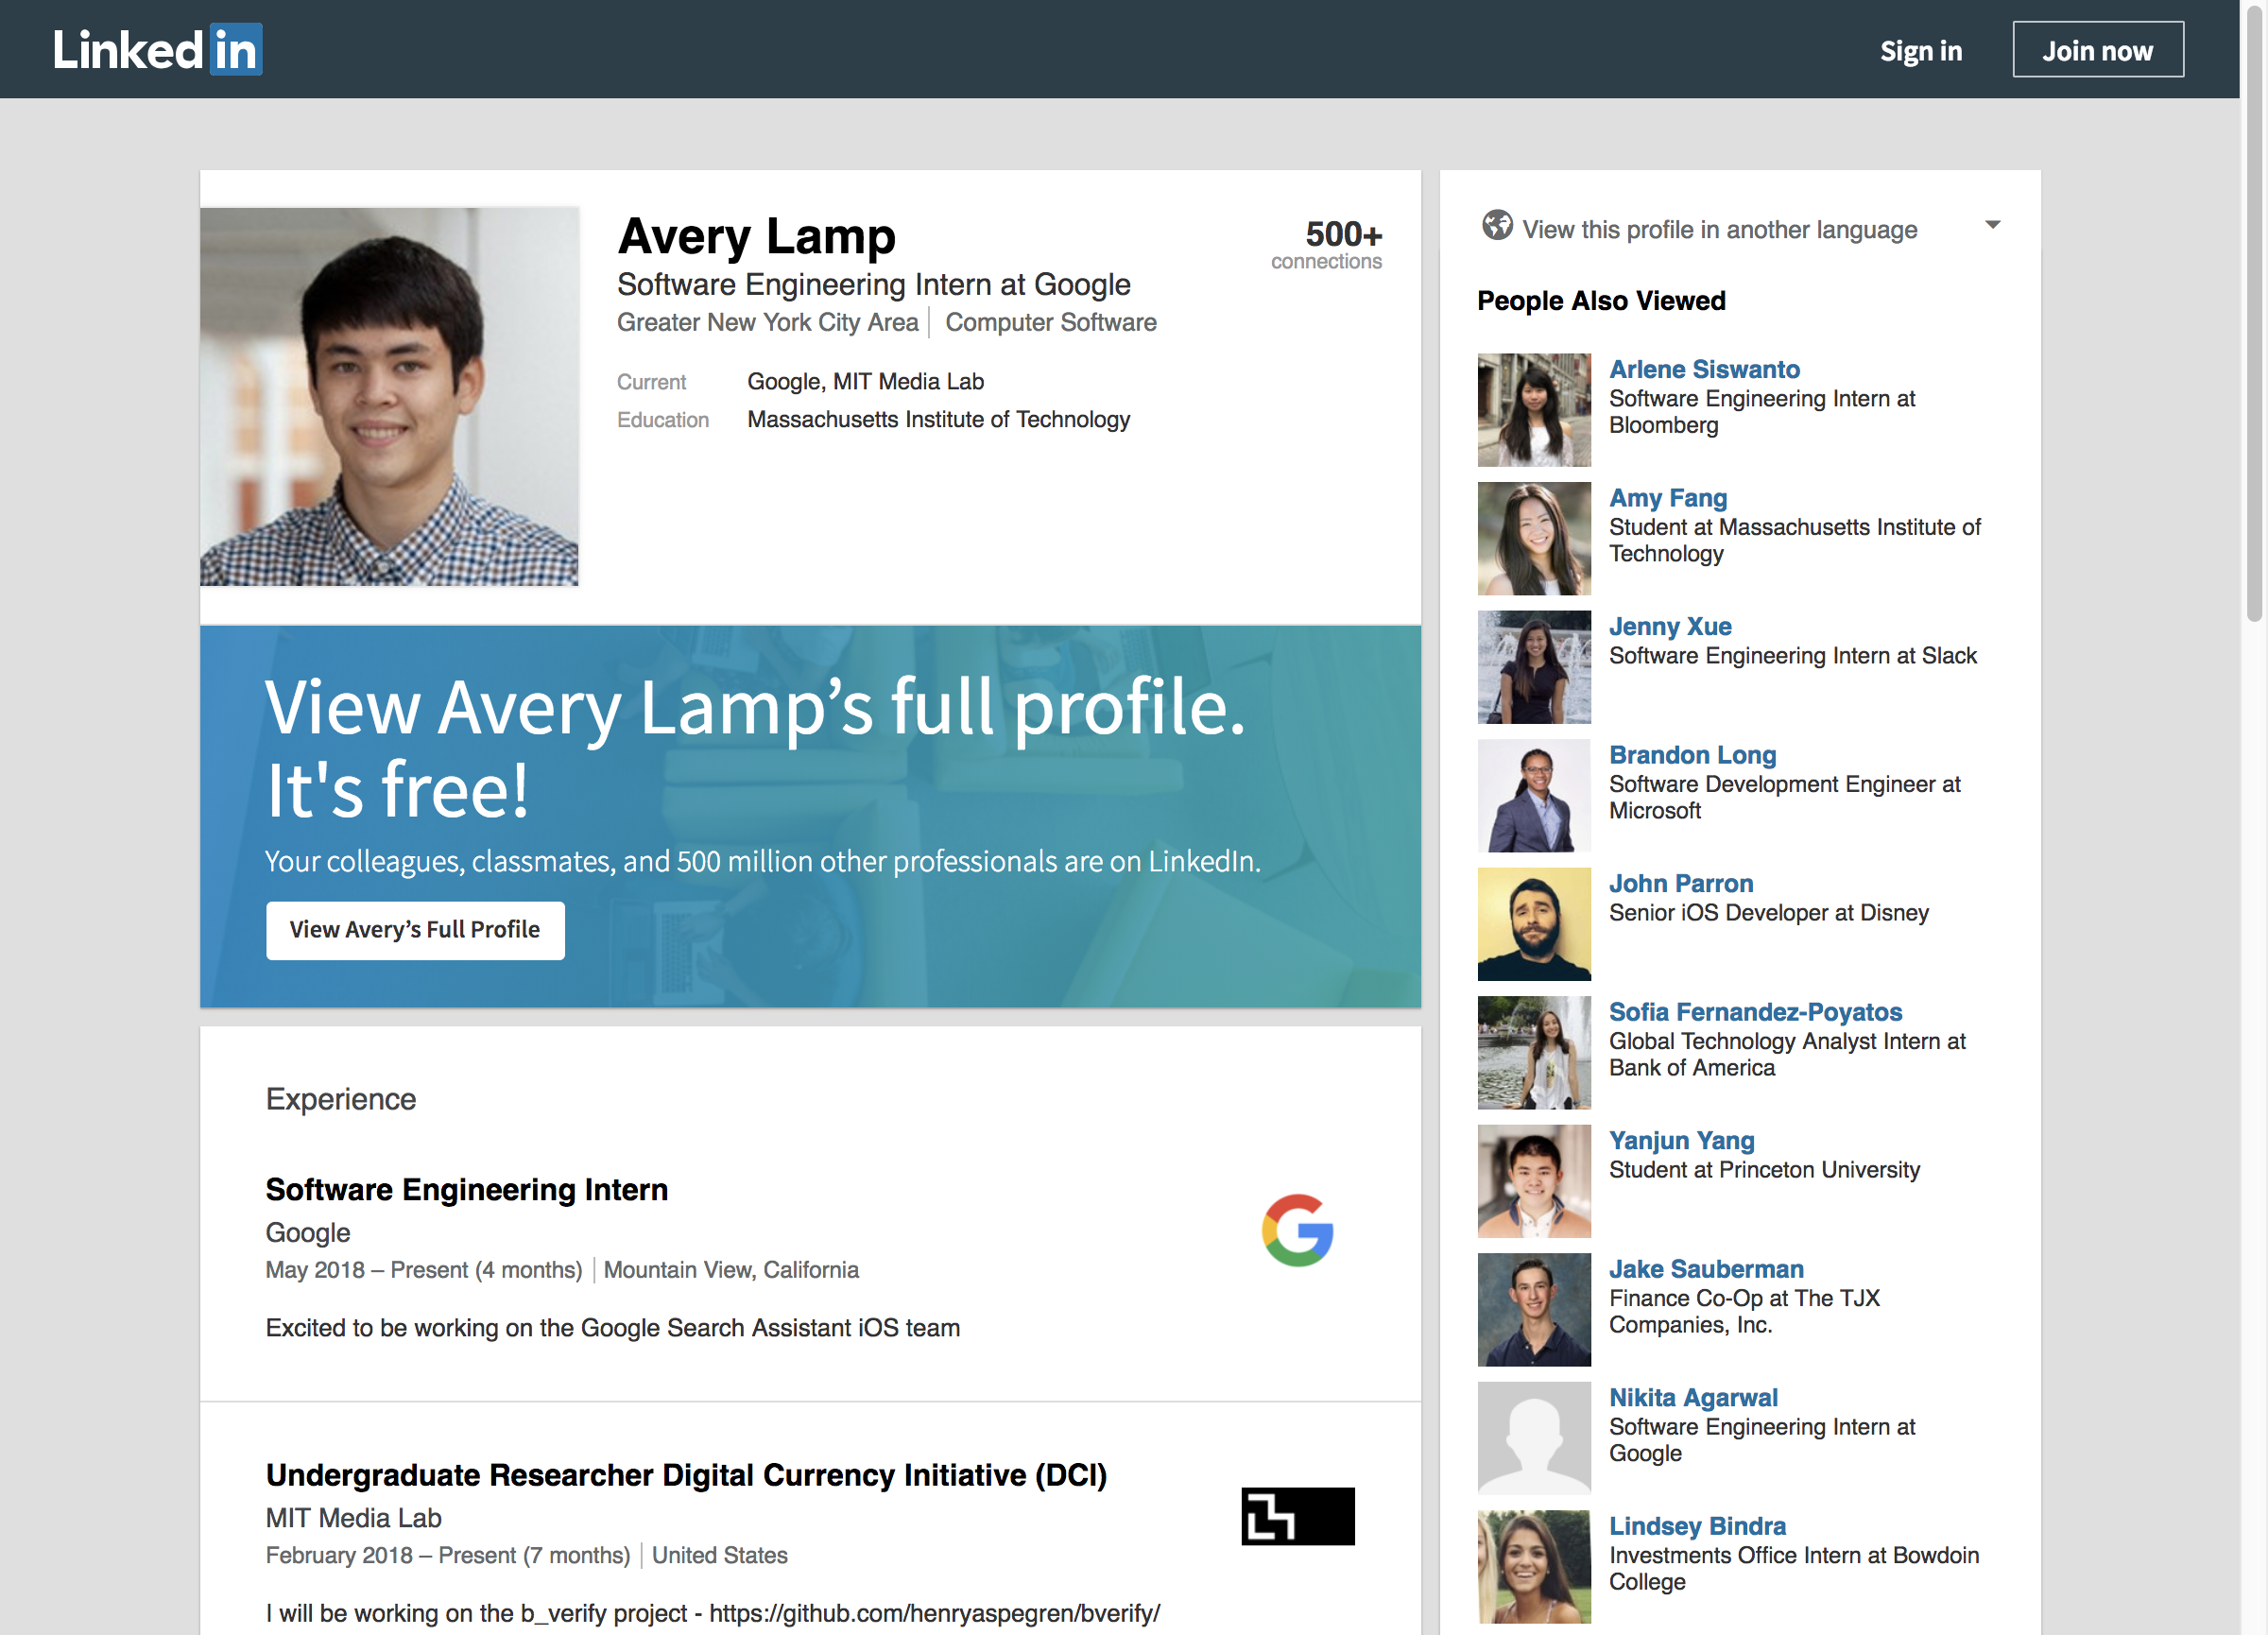 Linked in
Sign in
Join now
Avery Lamp
Software Engineering Intern at Google
Greater New York City Area | Computer Software
500+
connections
Current Google, MIT Media Lab
Education Massachusetts Institute of Technology
View Avery Lamp’s full profile.
It's free!
Your colleagues, classmates, and 500 million other professionals are on LinkedIn.
View Avery’s Full Profile
Experience
Software Engineering Intern
Google
May 2018 – Present (4 months) | Mountain View, California
Excited to be working on the Google Search Assistant iOS team
Undergraduate Researcher Digital Currency Initiative (DCI)
MIT Media Lab
February 2018 – Present (7 months) | United States
I will be working on the b_verify project - https://github.com/henryaspegren/bverify/
View this profile in another language
People Also Viewed
Arlene Siswanto
Software Engineering Intern at
Bloomberg
Amy Fang
Student at Massachusetts Institute of
Technology
Jenny Xue
Software Engineering Intern at Slack
Brandon Long
Software Development Engineer at
Microsoft
John Parron
Senior iOS Developer at Disney
Sofia Fernandez-Poyatos
Global Technology Analyst Intern at
Bank of America
Yanjun Yang
Student at Princeton University
Jake Sauberman
Finance Co-Op at The TJX
Companies, Inc.
Nikita Agarwal
Software Engineering Intern at
Google
Lindsey Bindra
Investments Office Intern at Bowdoin
College